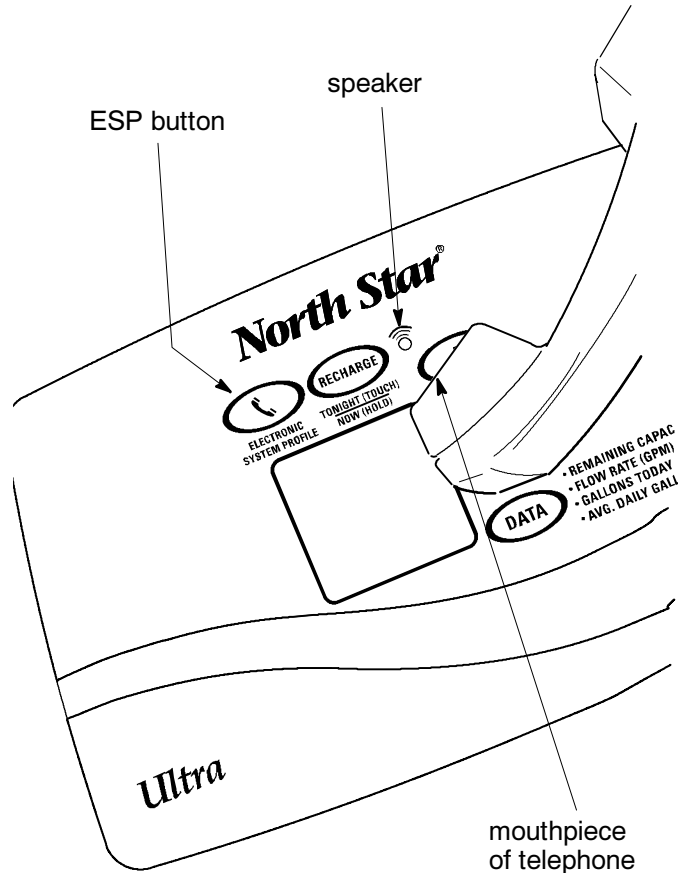 speaker
ESP button
North Star®
RECHARGE
TONIGHT (TOUCH)
NOW (HOLD)
ELECTRONIC
SYSTEM PROFILE
• REMAINING CAPAC
• FLOW RATE (GPM)
• GALLONS TODAY
• AVG. DAILY GALL
DATA
Ultra
mouthpiece
of telephone